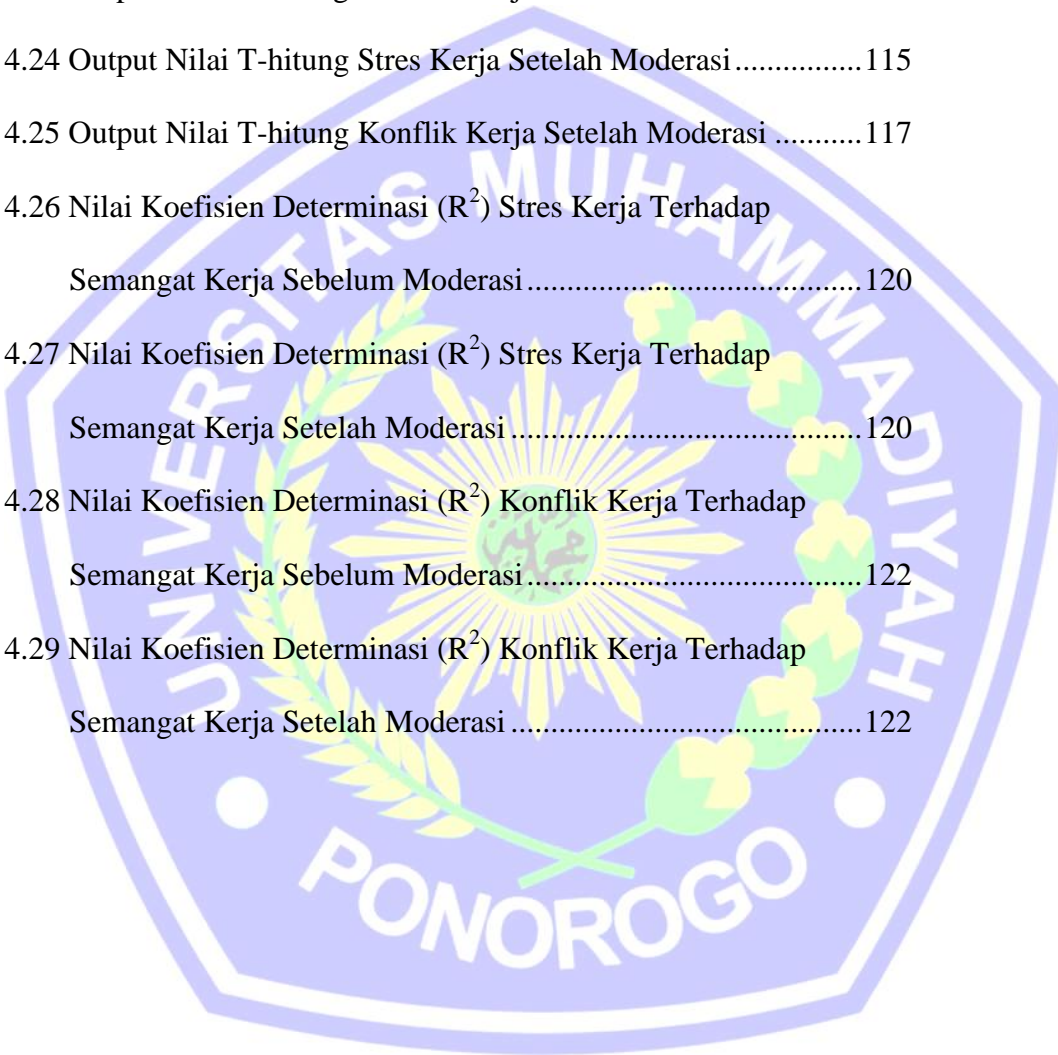 4.24 Output Nilai T-hitung Stres Kerja Setelah Moderasi................115
4.25 Output Nilai T-hitung Konflik Kerja Setelah Moderasi ...........117
4.26 Nilai Koefisien Determinasi (R²) Stres Kerja Terhadap
Semangat Kerja Sebelum Moderasi..........................................120
4.27 Nilai Koefisien Determinasi (R²) Stres Kerja Terhadap
Semangat Kerja Setelah Moderasi............................................120
4.28 Nilai Koefisien Determinasi (R²) Konflik Kerja Terhadap
Semangat Kerja Sebelum Moderasi..........................................122
4.29 Nilai Koefisien Determinasi (R²) Konflik Kerja Terhadap
Semangat Kerja Setelah Moderasi............................................122
UNIVERSITAS MUHAMMADIYAH
PONOROGO